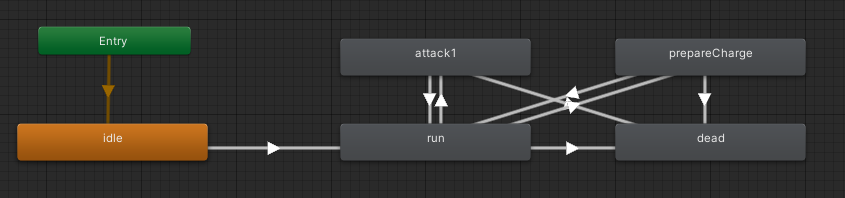 Entry
attack1
prepareCharge
idle
run
dead